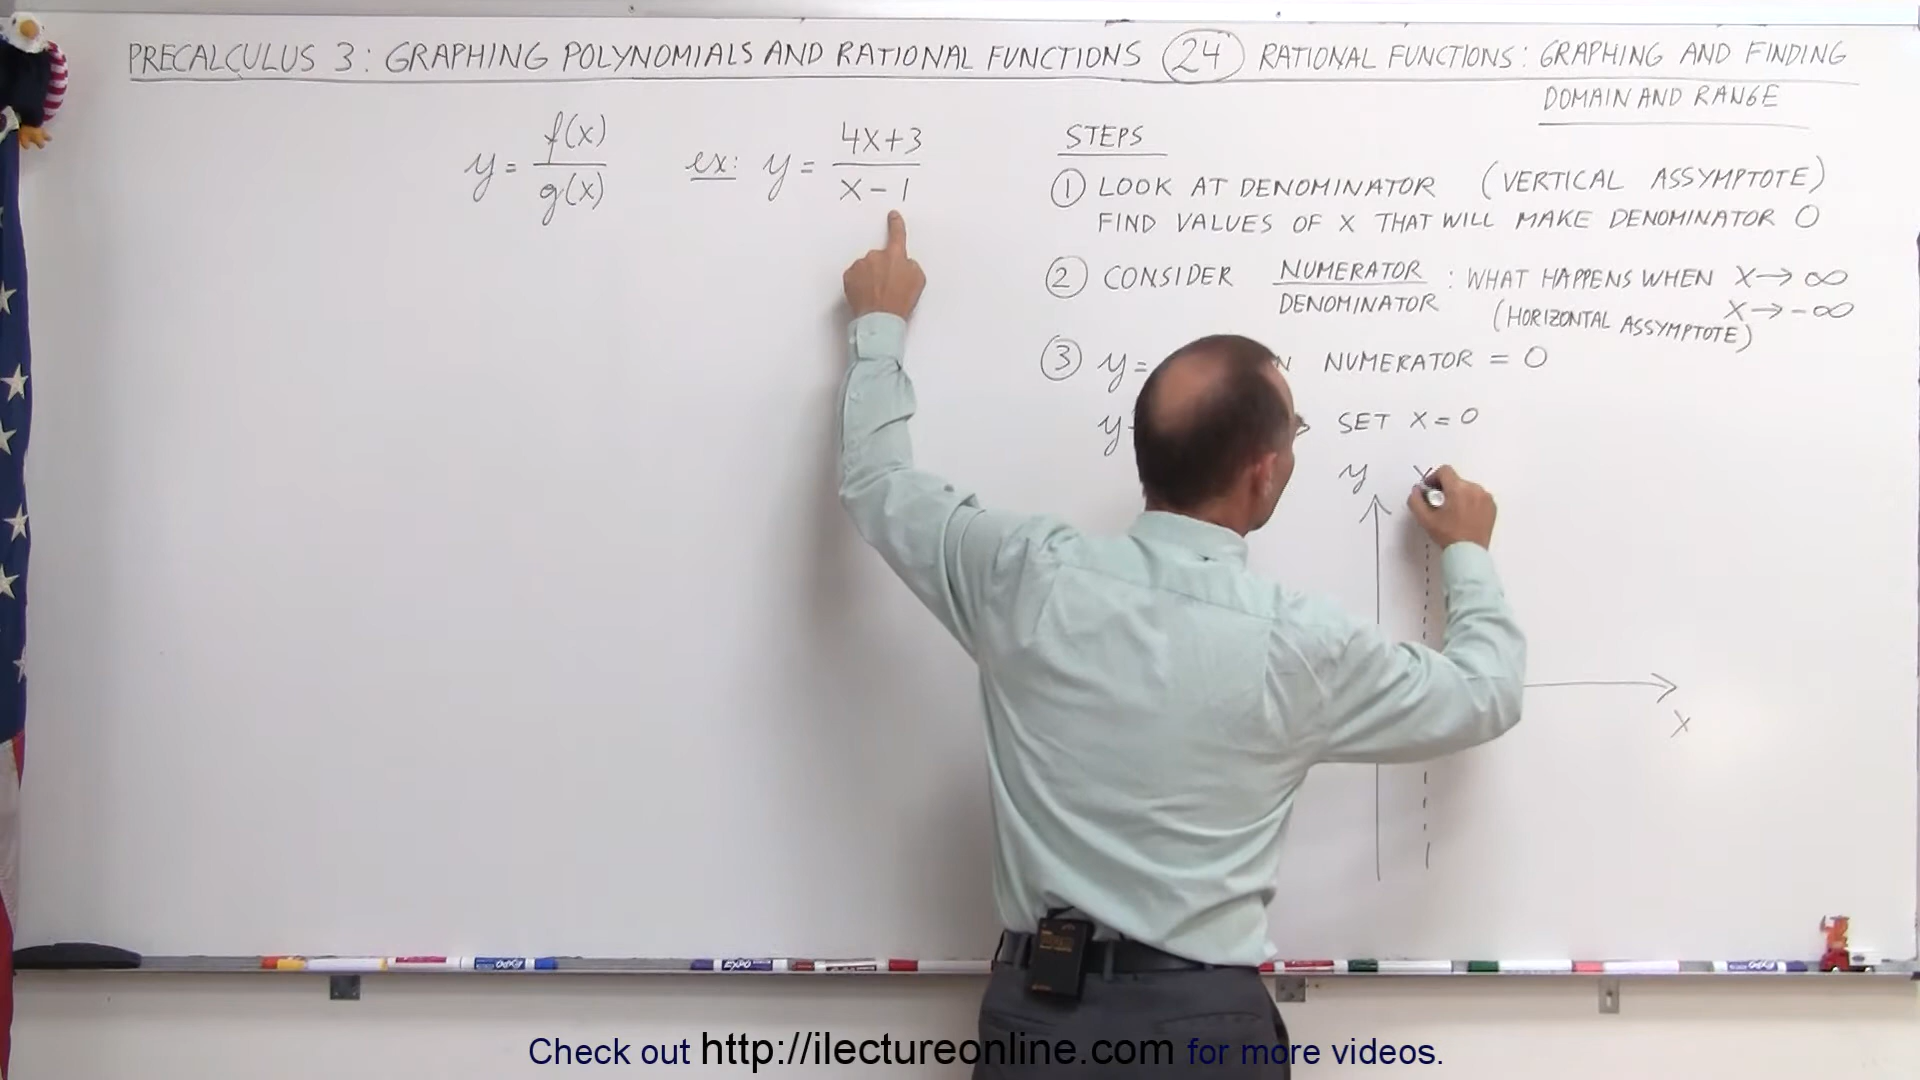 PRECALCULUS 3: GRAPHING POLYNOMIALS AND RATIONAL FUNCTIONS 24 RATIONAL FUNCTIONS: GRAPHING AND FINDING
DOMAIN AND RANGE
y = f(x)/g(x)
ex: y = 4x+3/x-1
STEPS
① LOOK AT DENOMINATOR (VERTICAL ASSYMPTOTE)
FIND VALUES OF X THAT WILL MAKE DENOMINATOR 0
② CONSIDER NUMERATOR/DENOMINATOR : WHAT HAPPENS WHEN X→∞
X→-∞
(HORIZONTAL ASSYMPTOTE)
③ y= NUMERATOR = 0
y SET X=0
y
x
EXPO
EXPO
Check out http://ilectureonline.com for more videos.